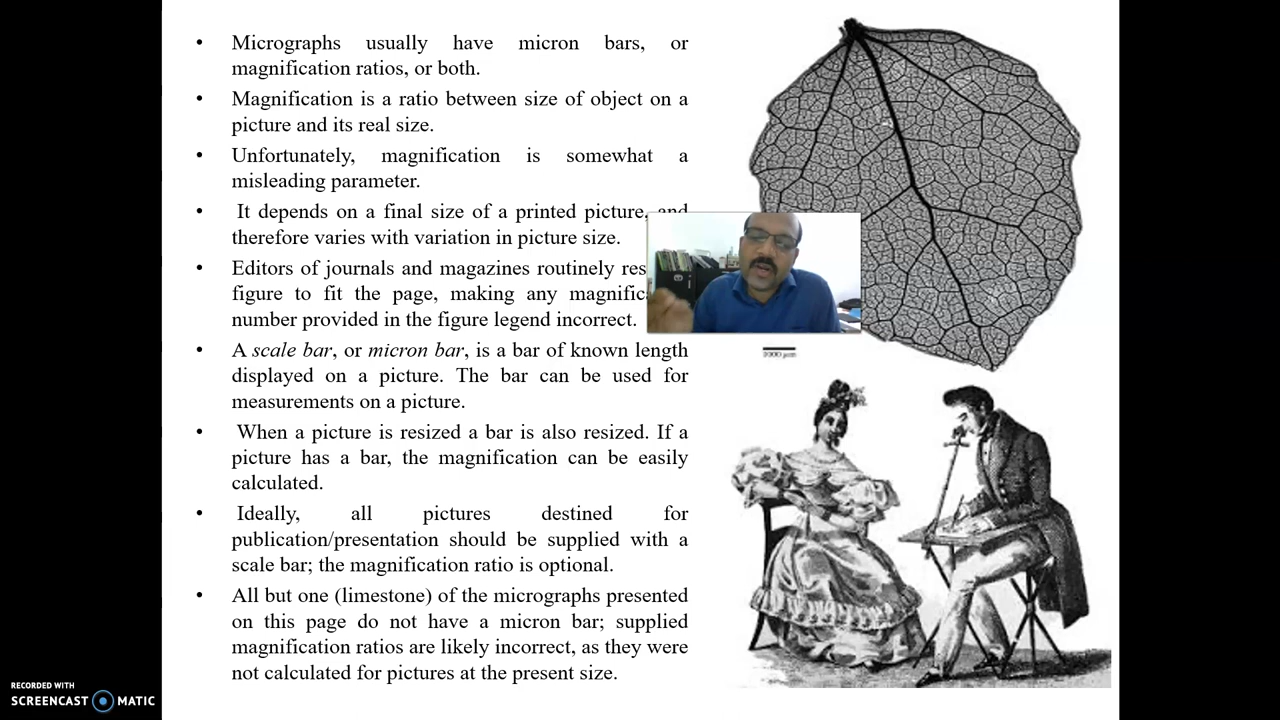 • Micrographs usually have micron bars, or
magnification ratios, or both.
• Magnification is a ratio between size of object on a
picture and its real size.
• Unfortunately, magnification is somewhat a
misleading parameter.
• It depends on a final size of a printed picture, and
therefore varies with variation in picture size.
• Editors of journals and magazines routinely
figure to fit the page, making any
number provided in the figure legend incorrect.
• A scale bar, or micron bar, is a bar of known length
displayed on a picture. The bar can be used for
measurements on a picture.
• When a picture is resized a bar is also resized. If a
picture has a bar, the magnification can be easily
calculated.
• Ideally, all pictures destined for
publication/presentation should be supplied with a
scale bar; the magnification ratio is optional.
• All but one (limestone) of the micrographs presented
on this page do not have a micron bar; supplied
magnification ratios are likely incorrect, as they were
not calculated for pictures at the present size.
RECORDED WITH
SCREENCAST MATIC